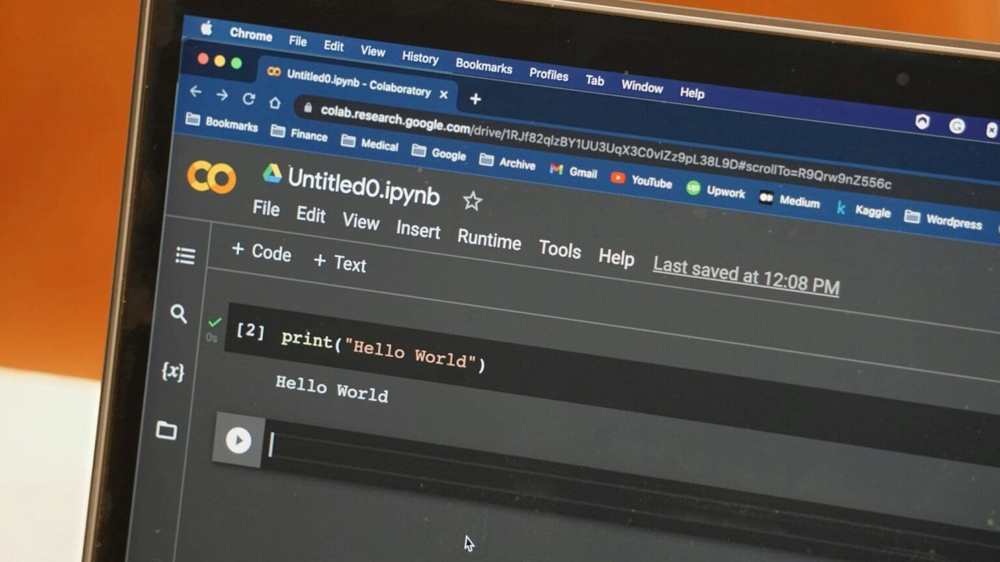 Chrome File Edit View History Bookmarks Profiles Tab Window Help
Untitled0.ipynb - Colaboratory
colab.research.google.com/drive/1RJf82qIzBY1UU3UqX3C0vIZz9pL38L9D#scrollTo=R9Qrw9nZ556c
Bookmarks Finance Medical Google Archive Gmail YouTube Upwork Medium Kaggle Wordpress
Untitled0.ipynb
File Edit View Insert Runtime Tools Help Last saved at 12:08 PM
+ Code + Text
[2] print("Hello World")
0s
Hello World